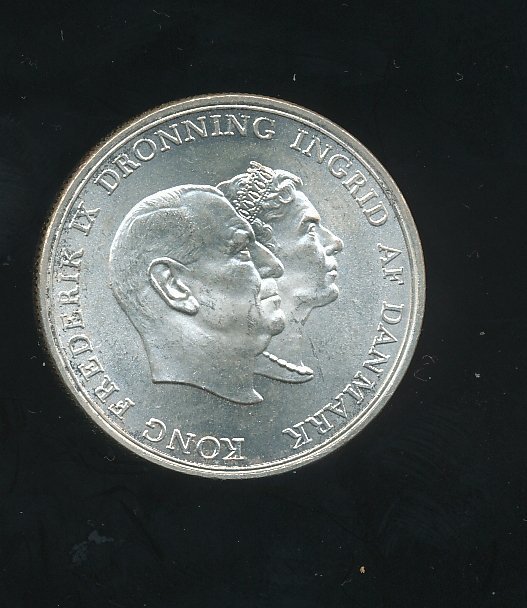 KONG FREDERIK IX DRONNING INGRID AF DANMARK